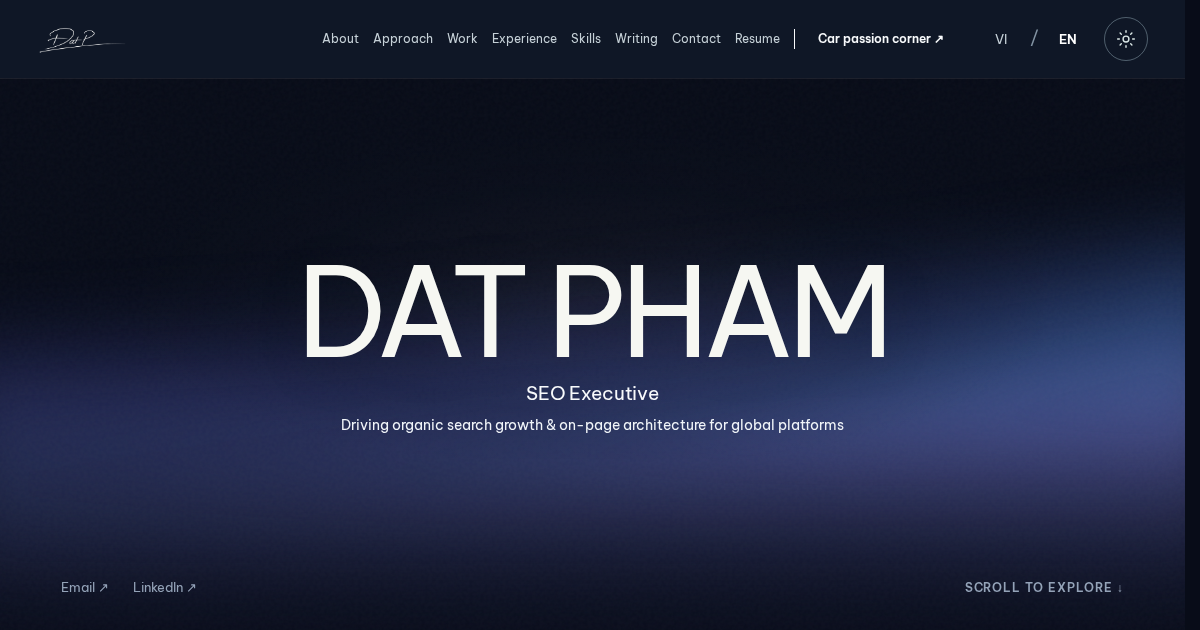 Dat P
About Approach Work Experience Skills Writing Contact Resume Car passion corner ↗ VI / EN
DAT PHAM
SEO Executive
Driving organic search growth & on-page architecture for global platforms
Email ↗ LinkedIn ↗ SCROLL TO EXPLORE ↓